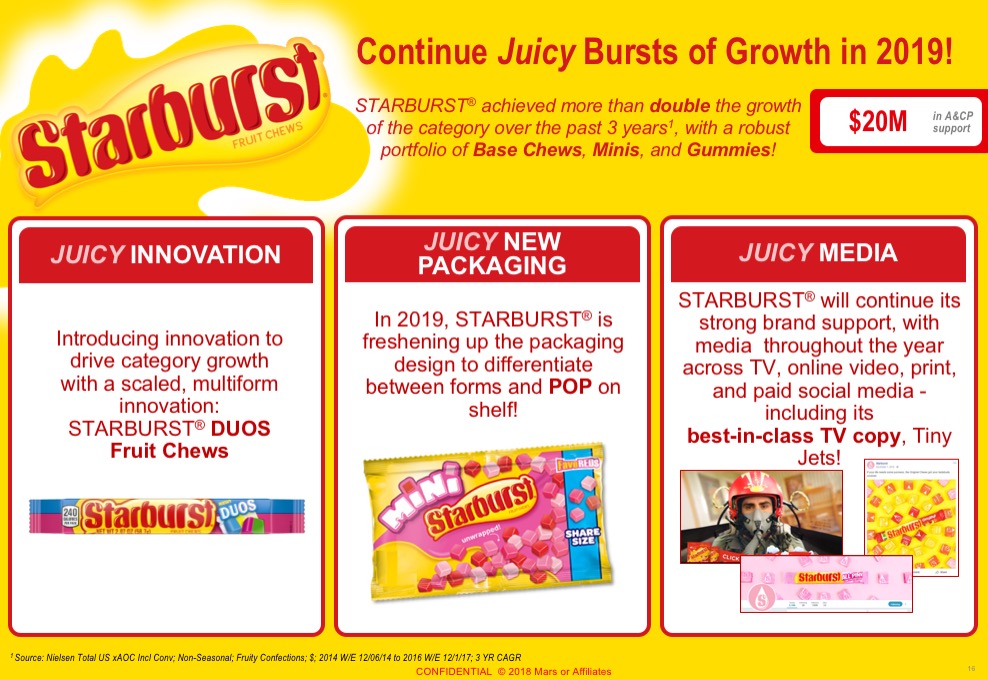 Starburst®
FRUIT CHEWS
Continue Juicy Bursts of Growth in 2019!
STARBURST® achieved more than double the growth
of the category over the past 3 years¹, with a robust
portfolio of Base Chews, Minis, and Gummies!
$20M
in A&CP
support
JUICY INNOVATION
Introducing innovation to
drive category growth
with a scaled, multiform
innovation:
STARBURST® DUOS
Fruit Chews
240
Starburst
DUOS
JUICY NEW
PACKAGING
In 2019, STARBURST® is
freshening up the packaging
design to differentiate
between forms and POP on
shelf!
FaveREDS
MINI
Starburst
unwrapped!
SHARE
SIZE
JUICY MEDIA
STARBURST® will continue its
strong brand support, with
media throughout the year
across TV, online video, print,
and paid social media -
including its
best-in-class TV copy, Tiny
Jets!
CLICK
Starburst
Starburst
S
¹ Source: Nielsen Total US xAOC Incl Conv; Non-Seasonal; Fruity Confections; $; 2014 W/E 12/06/14 to 2016 W/E 12/1/17; 3 YR CAGR
CONFIDENTIAL © 2018 Mars or Affiliates
16